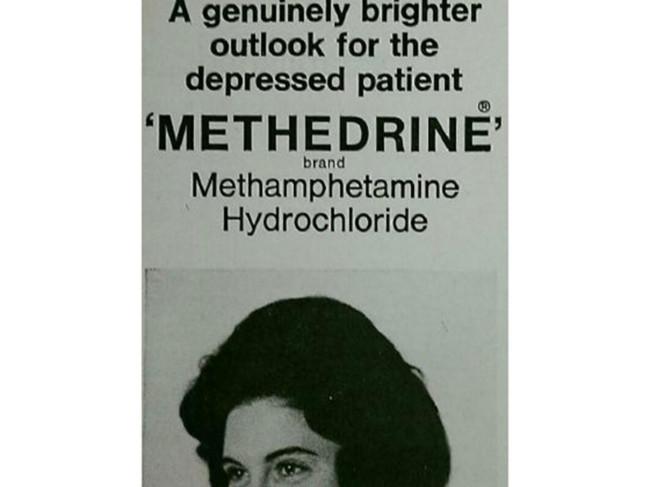 A genuinely brighter
outlook for the
depressed patient
‘METHEDRINE’®
brand
Methamphetamine
Hydrochloride